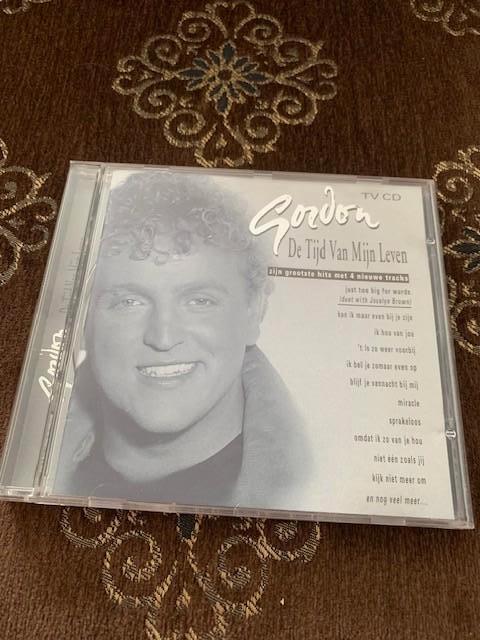 TV CD
Gordon
De Tijd Van Mijn Leven
zijn grootste hits met 4 nieuwe tracks
just too big for words
(duet with Jocelyn Brown)
kon ik maar even bij je zijn
ik hou van jou
't is zo weer voorbij
ik bel je zomaar even op
blijf je vannacht bij mij
miracle
sprakeloos
omdat ik zo van je hou
niet één zoals jij
kijk niet meer om
en nog veel meer...
Gordon